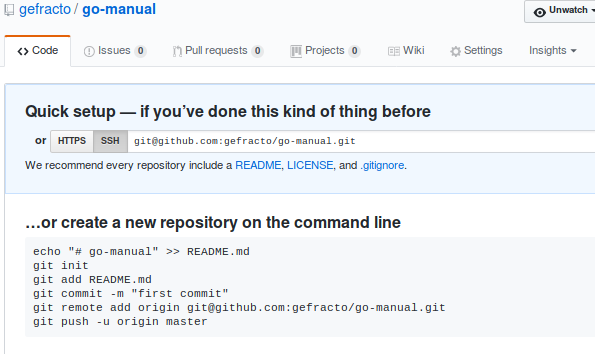 gefracto / go-manual
Unwatch
Code Issues 0 Pull requests 0 Projects 0 Wiki Settings Insights
Quick setup — if you’ve done this kind of thing before
or HTTPS SSH git@github.com:gefracto/go-manual.git
We recommend every repository include a README, LICENSE, and .gitignore.
…or create a new repository on the command line
echo "# go-manual" >> README.md
git init
git add README.md
git commit -m "first commit"
git remote add origin git@github.com:gefracto/go-manual.git
git push -u origin master